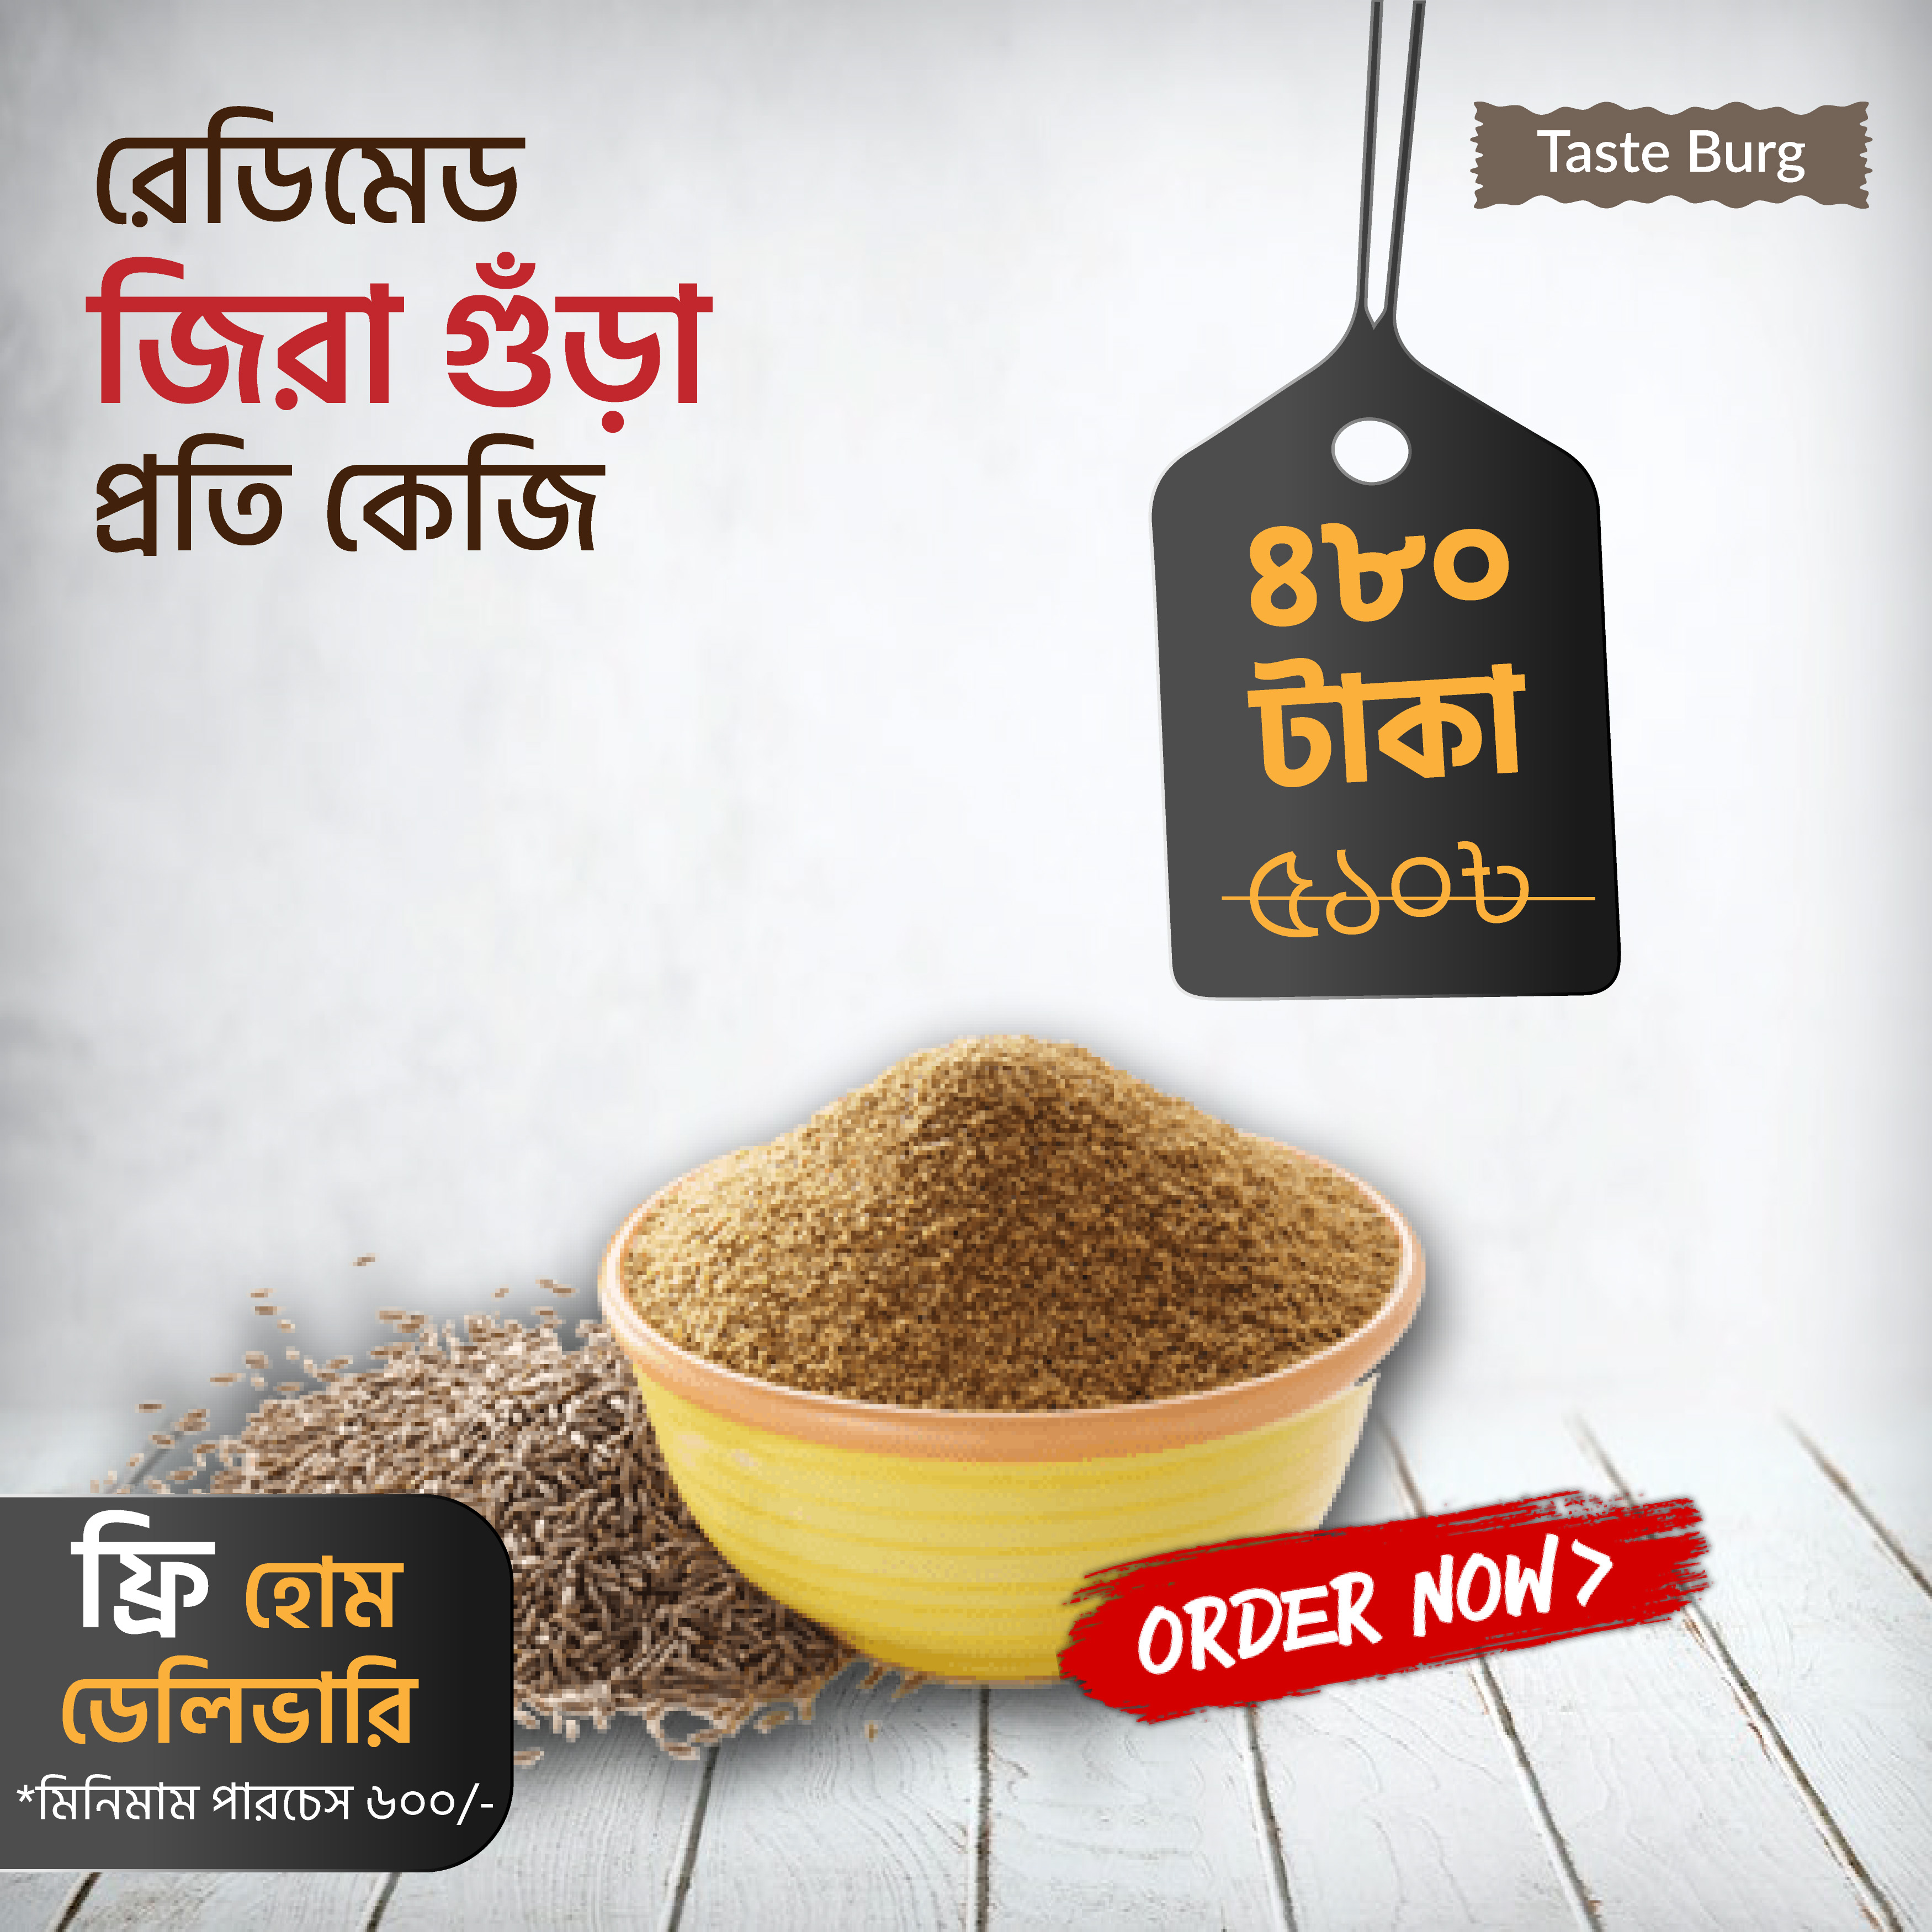 রেডিমেড
জিরা গুঁড়া
প্রতি কেজি
Taste Burg
৪৮০
টাকা
৫১০৳
ফ্রি হোম
ডেলিভারি
*মিনিমাম পারচেস ৬০০/-
ORDER NOW>